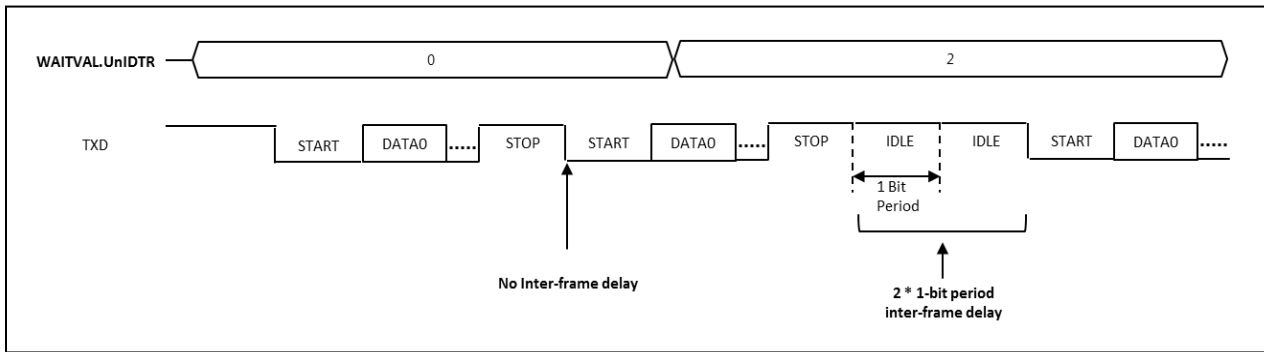 WAITVAL.UnIDTR 0 2
TXD START DATA0 ..... STOP START DATA0 ..... STOP IDLE IDLE START DATA0 .....
1 Bit
Period
No Inter-frame delay
2 * 1-bit period
inter-frame delay